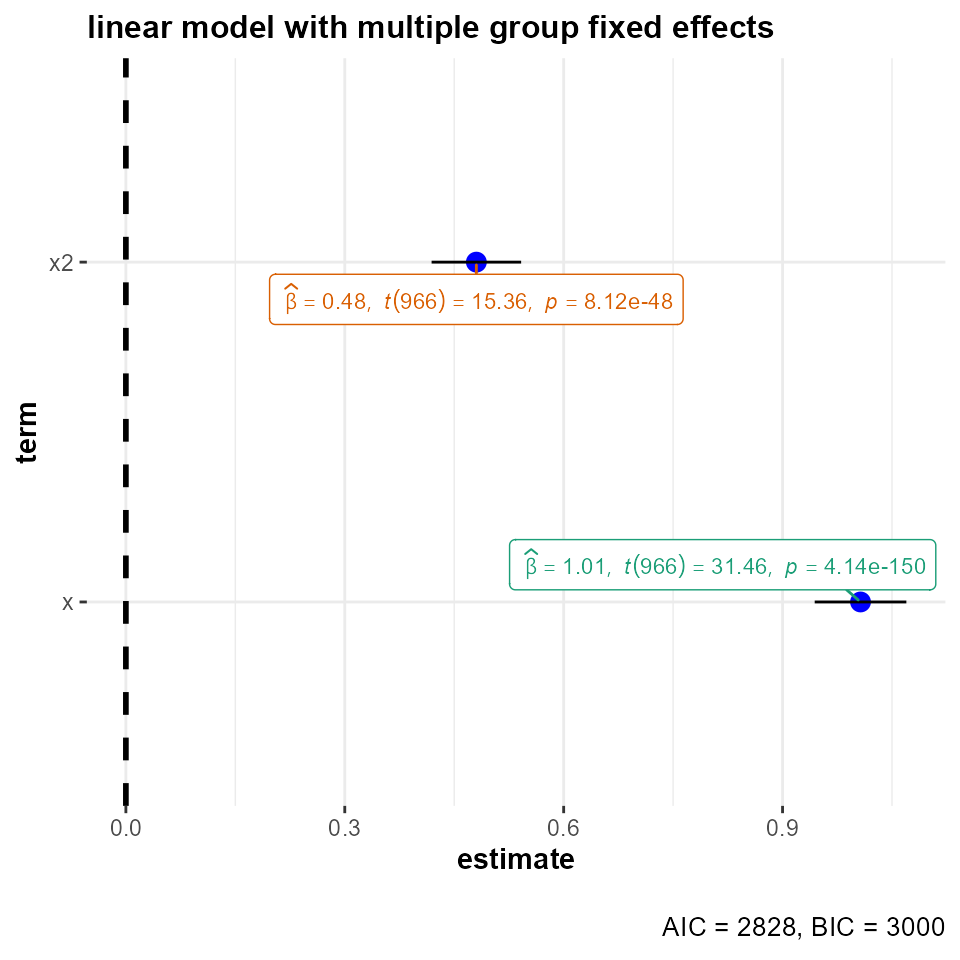 linear model with multiple group fixed effects
term
x2
β̂ = 0.48, t(966) = 15.36, p = 8.12e-48
β̂ = 1.01, t(966) = 31.46, p = 4.14e-150
x
0.0 0.3 0.6 0.9
estimate
AIC = 2828, BIC = 3000